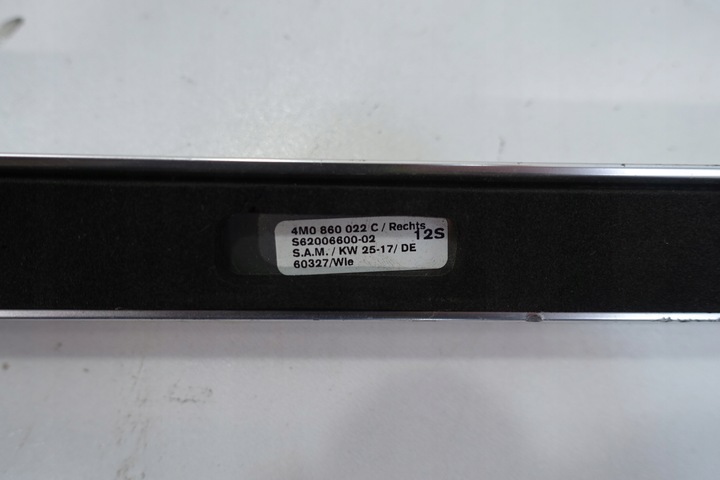 4M0 860 022 C / Rechts
S62006600-02 12S
S.A.M. / KW 25-17/ DE
60327/Wie